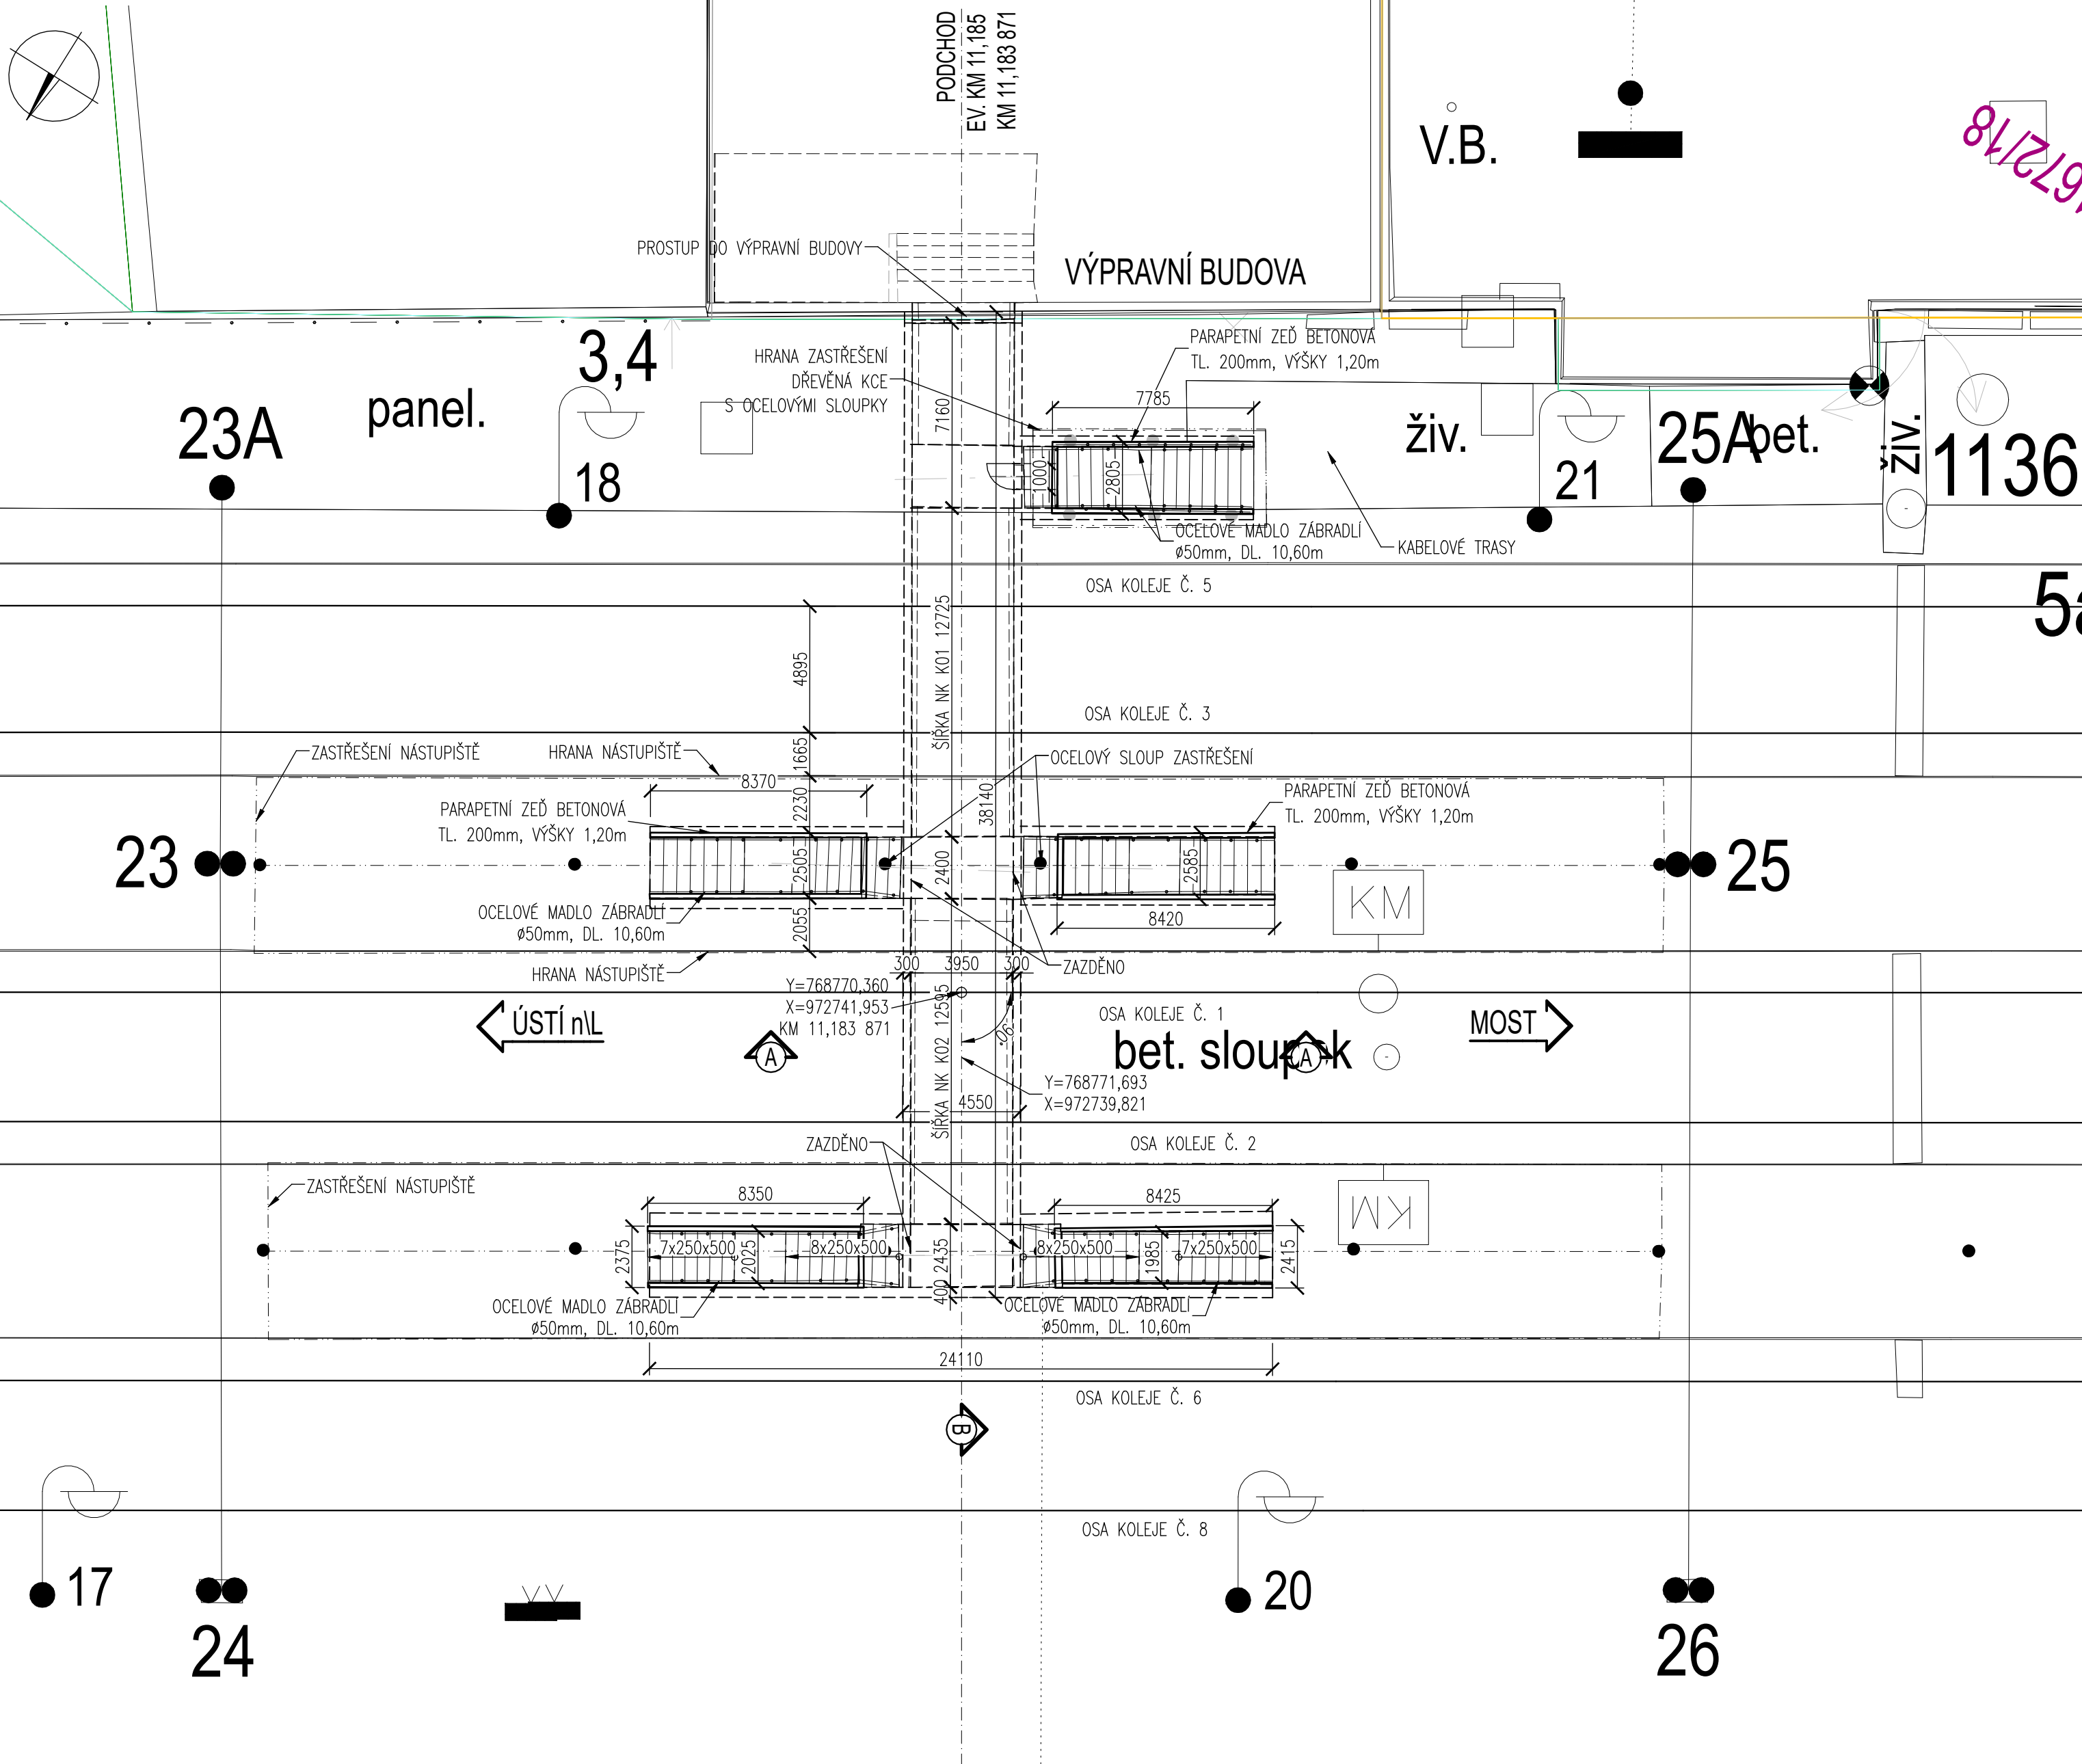 PODCHOD
EV. KM 11,185
KM 11,183 871
V.B.
1672/18
PROSTUP DO VÝPRAVNÍ BUDOVY
VÝPRAVNÍ BUDOVA
3,4
HRANA ZASTŘEŠENÍ
DŘEVĚNÁ KCE
S OCELOVÝMI SLOUPKY
PARAPETNÍ ZEĎ BETONOVÁ
TL. 200mm, VÝŠKY 1,20m
7785
7160
panel.
23A
18
živ.
21
25A
bet.
živ.
1136
1000
2805
OCELOVÉ MADLO ZÁBRADLÍ
ø50mm, DL. 10,60m
KABELOVÉ TRASY
OSA KOLEJE Č. 5
ŠÍŘKA NK K01 12725
4895
OSA KOLEJE Č. 3
ZASTŘEŠENÍ NÁSTUPIŠTĚ
HRANA NÁSTUPIŠTĚ
1665
OCELOVÝ SLOUP ZASTŘEŠENÍ
8370
2230
38140
PARAPETNÍ ZEĎ BETONOVÁ
TL. 200mm, VÝŠKY 1,20m
PARAPETNÍ ZEĎ BETONOVÁ
TL. 200mm, VÝŠKY 1,20m
23
2505
2400
2585
25
KM
OCELOVÉ MADLO ZÁBRADLÍ
ø50mm, DL. 10,60m
2055
8420
HRANA NÁSTUPIŠTĚ
300
3950
300
ZAZDĚNO
Y=768770,360
X=972741,953
KM 11,183 871
ÚSTÍ n\L
A
ŠÍŘKA NK K02 12595
90°
OSA KOLEJE Č. 1
MOST
bet. sloupek
A
Y=768771,693
X=972739,821
4550
ZAZDĚNO
OSA KOLEJE Č. 2
ZASTŘEŠENÍ NÁSTUPIŠTĚ
8350
8425
KM
2375
7x250x500
2025
8x250x500
2435
8x250x500
1985
7x250x500
2415
400
OCELOVÉ MADLO ZÁBRADLÍ
ø50mm, DL. 10,60m
OCELOVÉ MADLO ZÁBRADLÍ
ø50mm, DL. 10,60m
24110
OSA KOLEJE Č. 6
B
OSA KOLEJE Č. 8
17
24
20
26